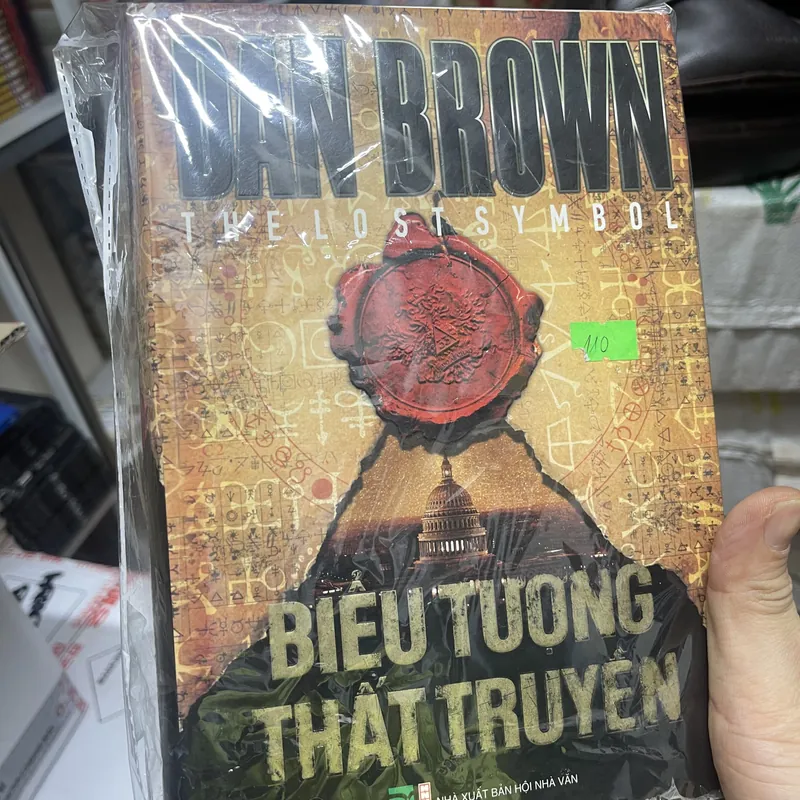 DAN BROWN
THE LOST SYMBOL
110
BIỂU TƯỢNG
THẤT TRUYỀN
NHÀ XUẤT BẢN HỘI NHÀ VĂN